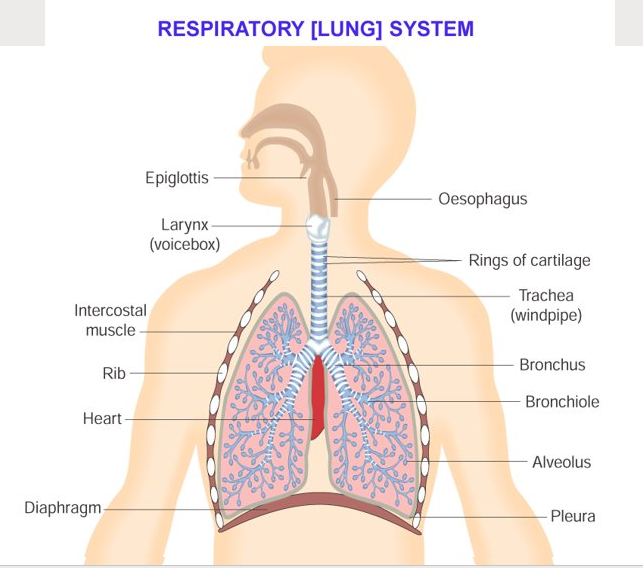 RESPIRATORY [LUNG] SYSTEM
Epiglottis
Oesophagus
Larynx
(voicebox)
Rings of cartilage
Trachea
(windpipe)
Intercostal
muscle
Bronchus
Rib
Bronchiole
Heart
Alveolus
Diaphragm
Pleura